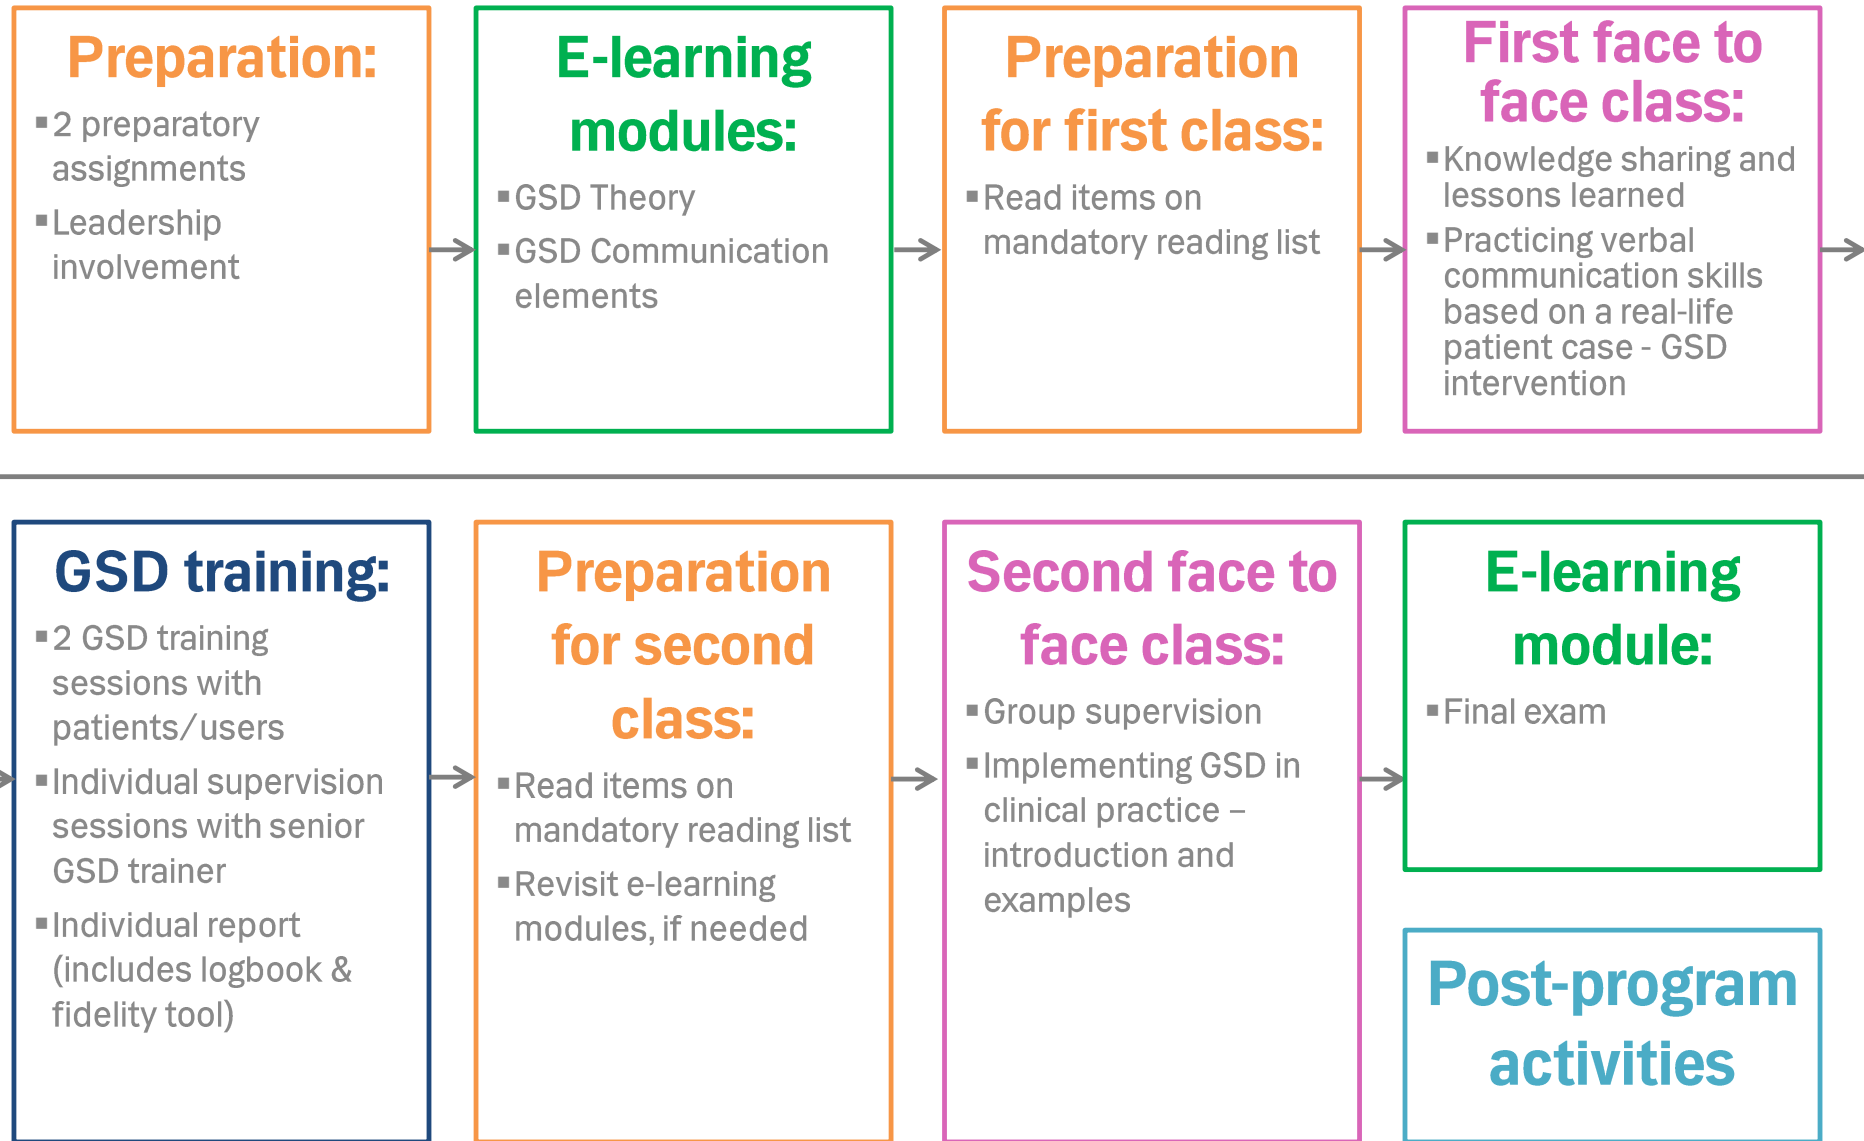 Preparation:
▪2 preparatory
assignments
▪Leadership
involvement
E-learning
modules:
▪GSD Theory
▪GSD Communication
elements
Preparation
for first class:
▪Read items on
mandatory reading list
First face to
face class:
▪Knowledge sharing and
lessons learned
▪Practicing verbal
communication skills
based on a real-life
patient case - GSD
intervention
GSD training:
▪2 GSD training
sessions with
patients/users
▪Individual supervision
sessions with senior
GSD trainer
▪Individual report
(includes logbook &
fidelity tool)
Preparation
for second
class:
▪Read items on
mandatory reading list
▪Revisit e-learning
modules, if needed
Second face to
face class:
▪Group supervision
▪Implementing GSD in
clinical practice –
introduction and
examples
E-learning
module:
▪Final exam
Post-program
activities